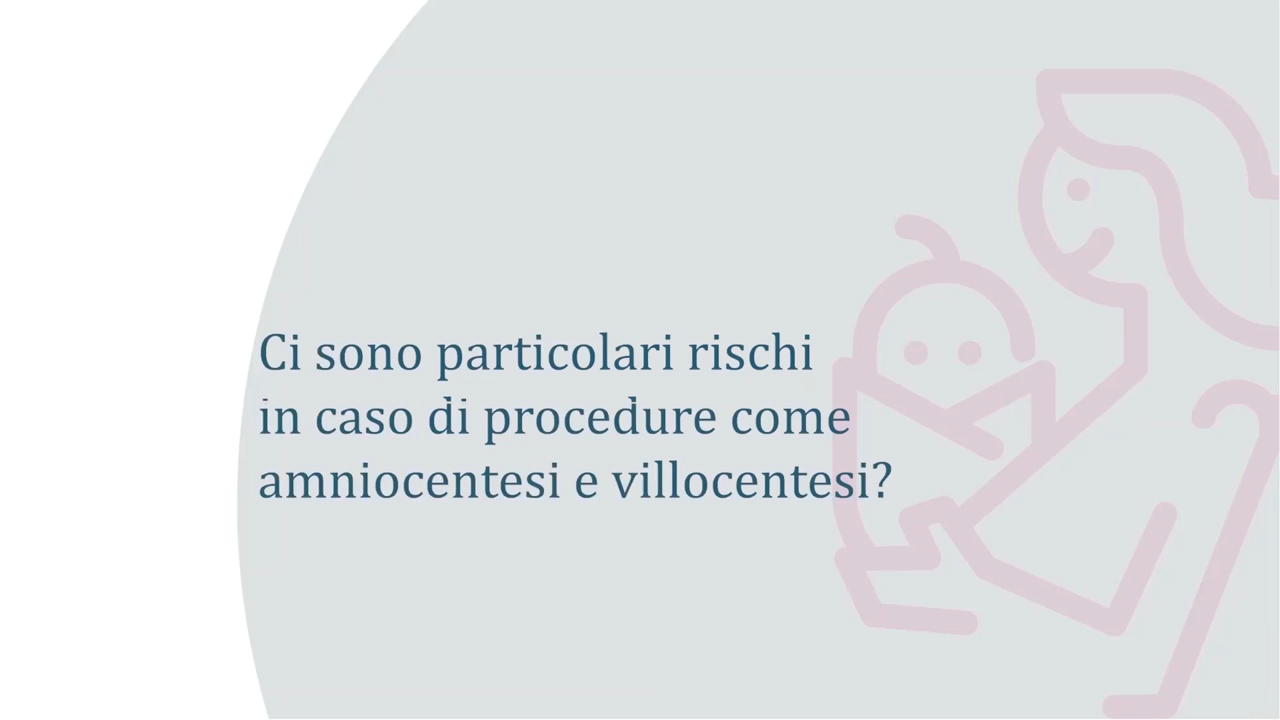 Ci sono particolari rischi
in caso di procedure come
amniocentesi e villocentesi?